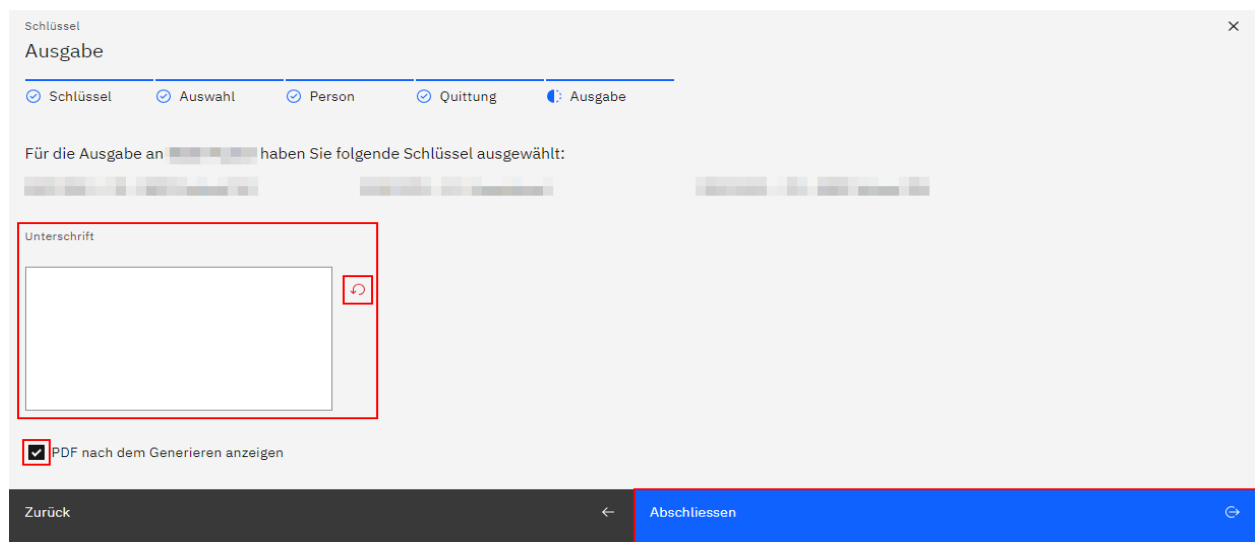 Schlüssel
Ausgabe
Schlüssel Auswahl Person Quittung Ausgabe
Für die Ausgabe an haben Sie folgende Schlüssel ausgewählt:
Unterschrift
PDF nach dem Generieren anzeigen
Zurück Abschliessen